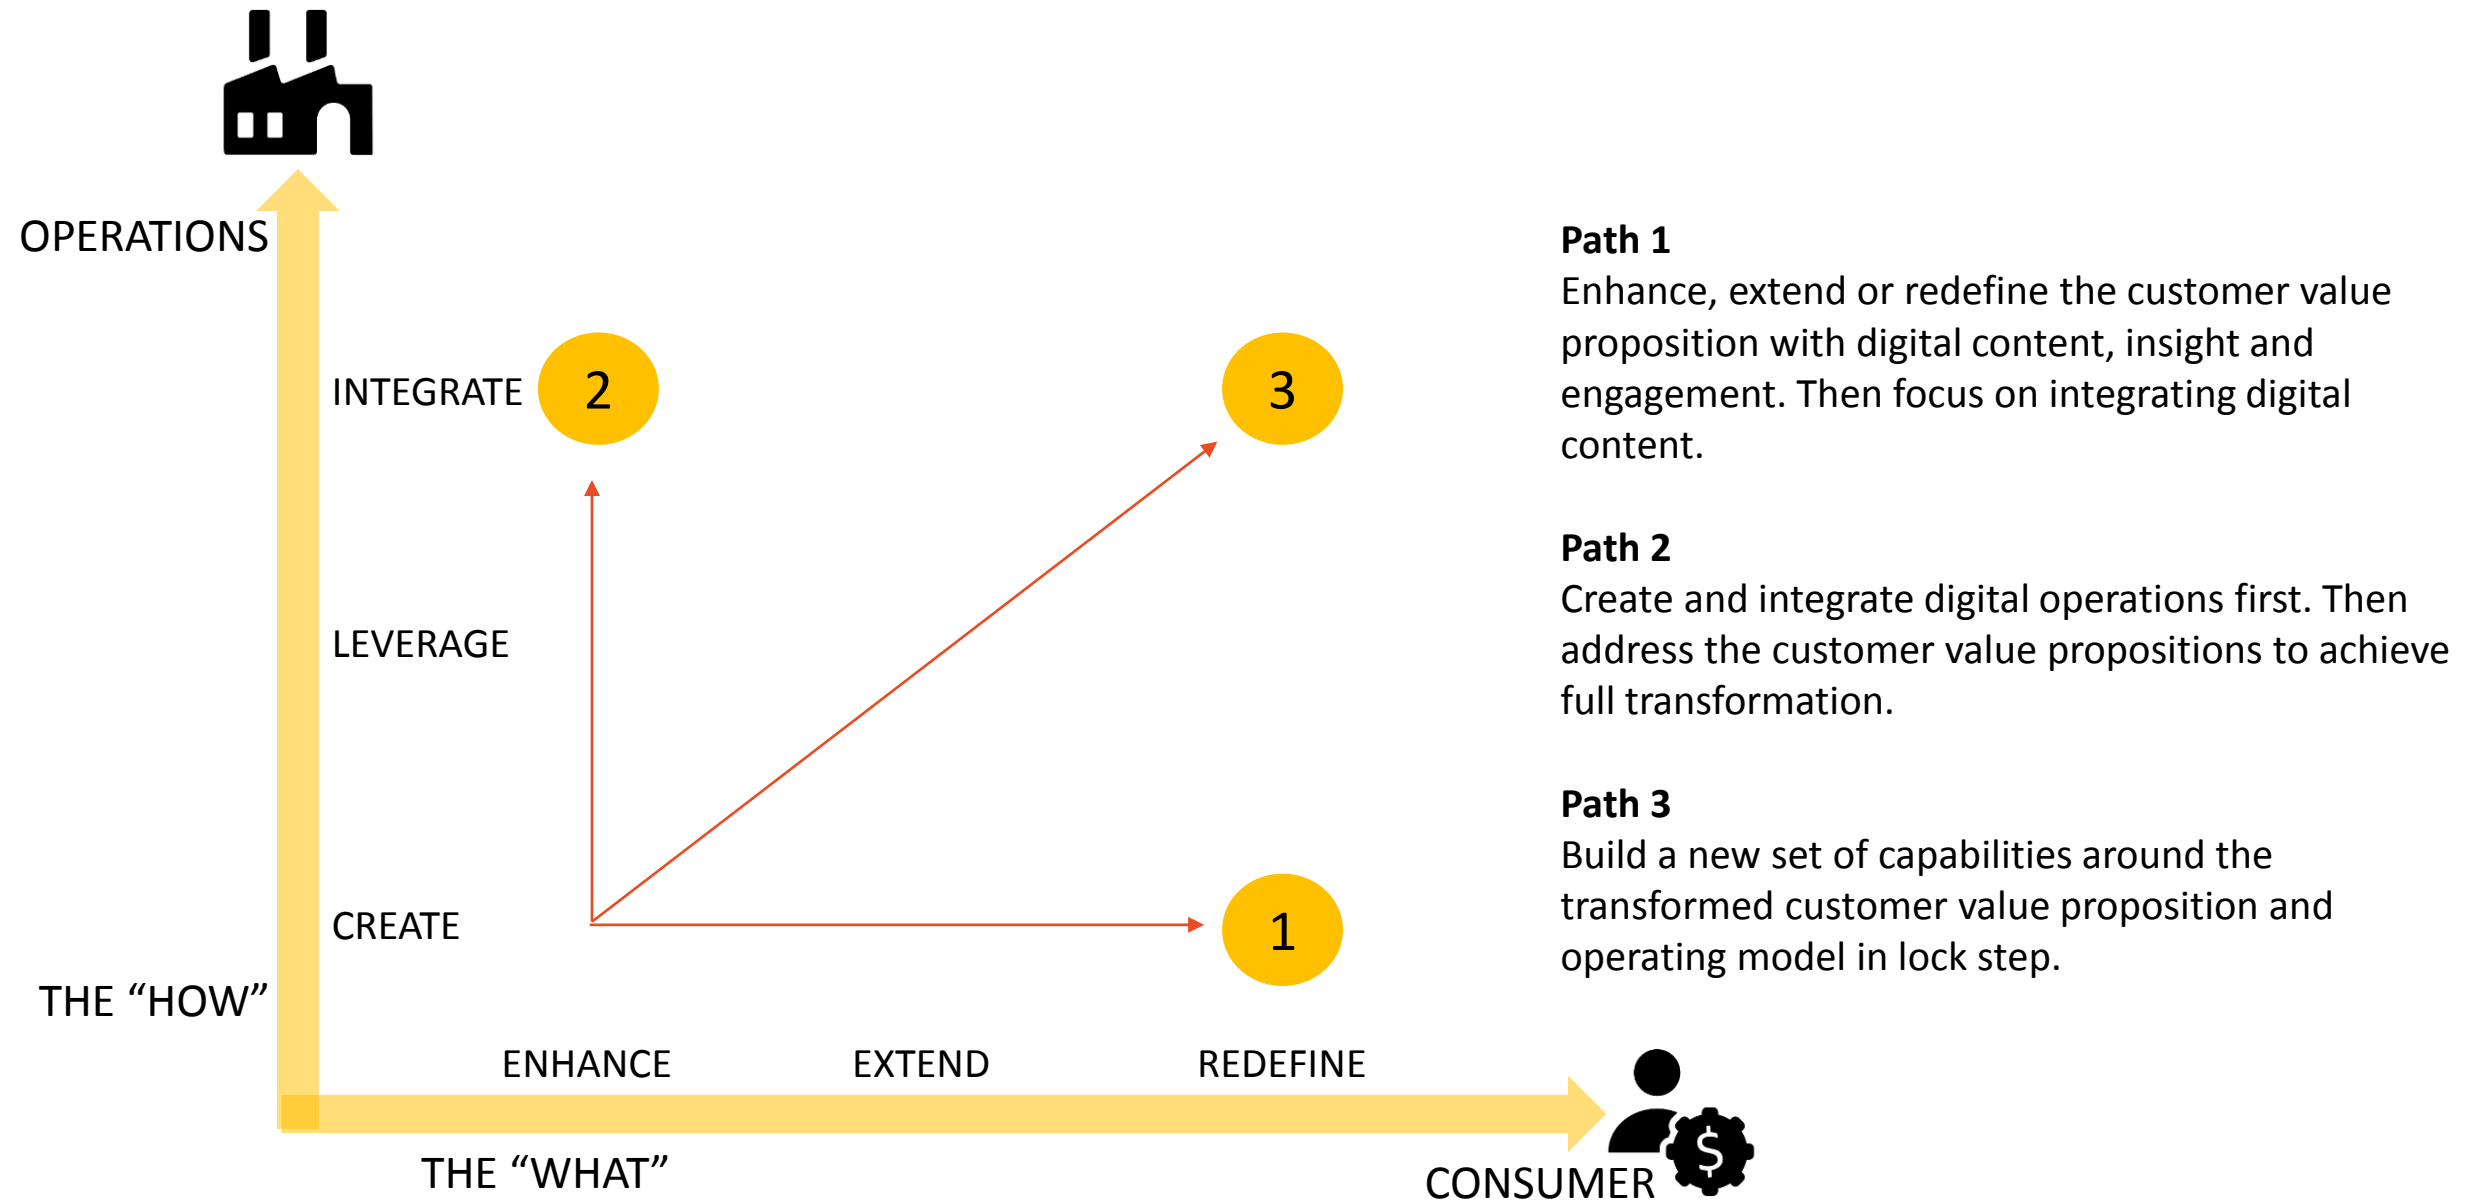 OPERATIONS
INTEGRATE
2
3
LEVERAGE
CREATE
1
THE “HOW”
ENHANCE
EXTEND
REDEFINE
THE “WHAT”
CONSUMER
$
Path 1
Enhance, extend or redefine the customer value
proposition with digital content, insight and
engagement. Then focus on integrating digital
content.
Path 2
Create and integrate digital operations first. Then
address the customer value propositions to achieve
full transformation.
Path 3
Build a new set of capabilities around the
transformed customer value proposition and
operating model in lock step.